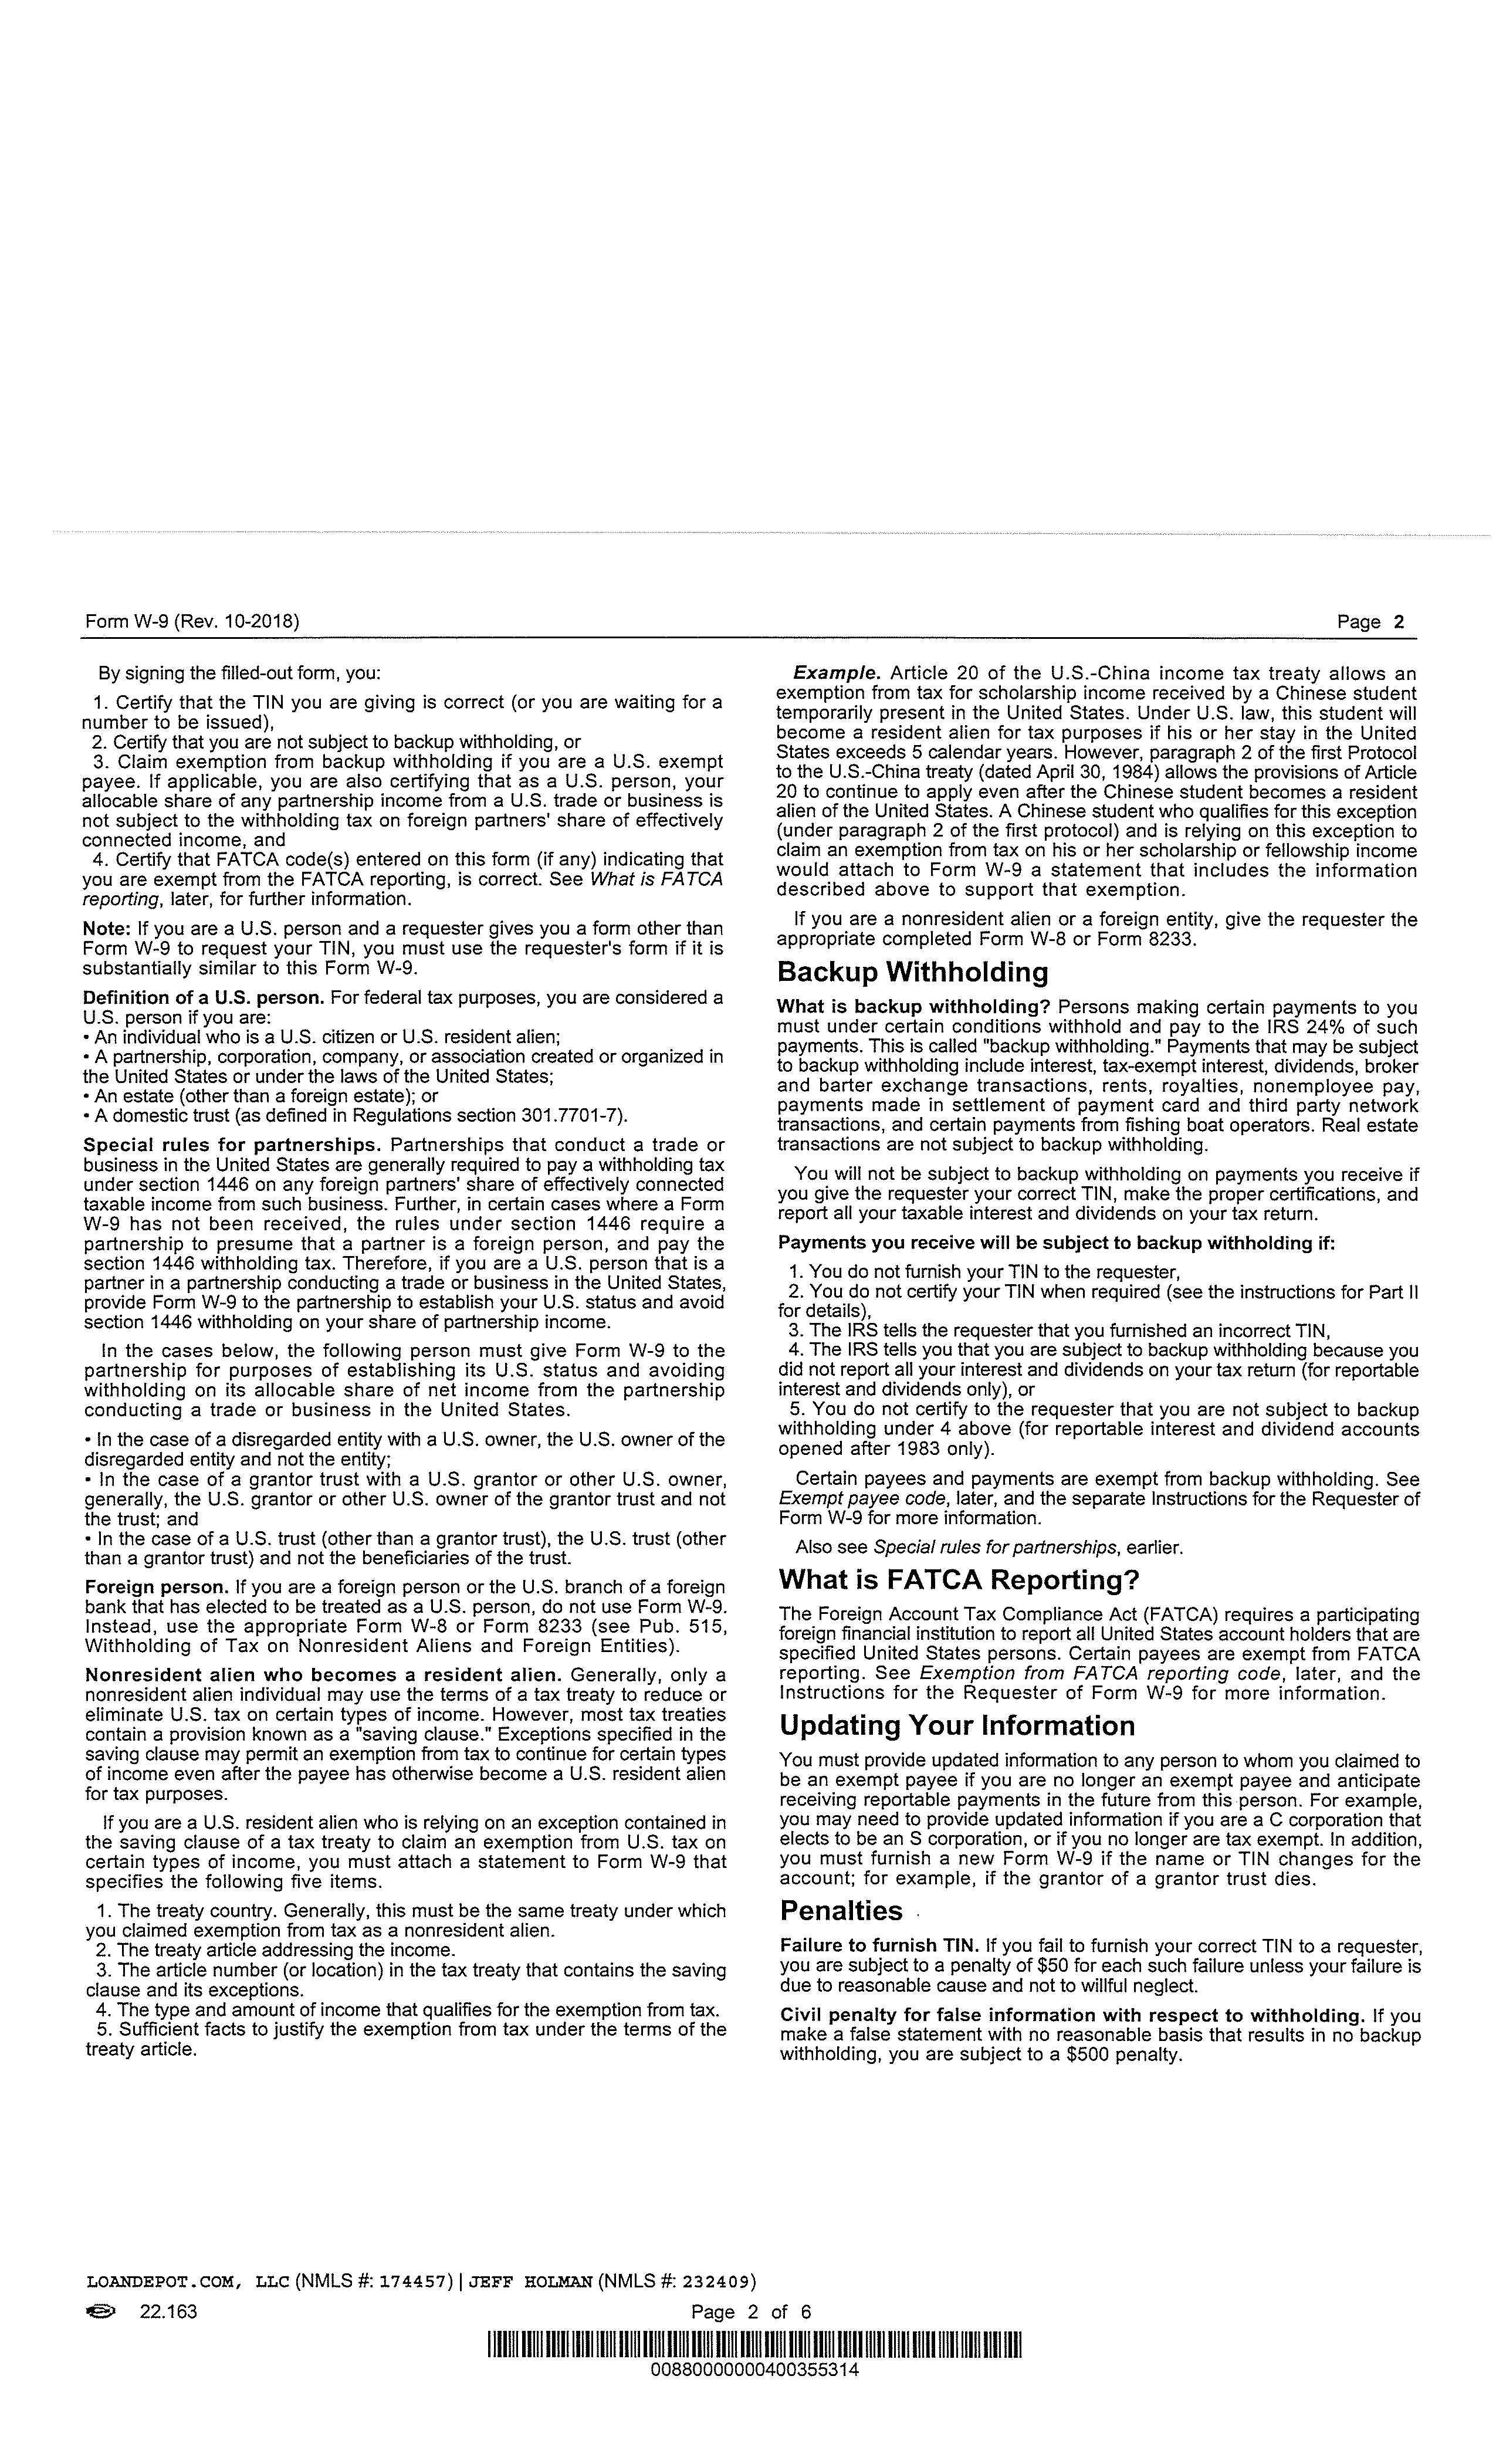 Form W-9 (Rev. 10-2018)
Page 2
By signing the filled-out form, you:
1. Certify that the TIN you are giving is correct (or you are waiting for a
number to be issued),
2. Certify that you are not subject to backup withholding, or
3. Claim exemption from backup withholding if you are a U.S. exempt
payee. If applicable, you are also certifying that as a U.S. person, your
allocable share of any partnership income from a U.S. trade or business is
not subject to the withholding tax on foreign partners' share of effectively
connected income, and
4. Certify that FATCA code(s) entered on this form (if any) indicating that
you are exempt from the FATCA reporting, is correct. See What is FATCA
reporting, later, for further information.
Note: If you are a U.S. person and a requester gives you a form other than
Form W-9 to request your TIN, you must use the requester's form if it is
substantially similar to this Form W-9.
Definition of a U.S. person. For federal tax purposes, you are considered a
U.S. person if you are:
• An individual who is a U.S. citizen or U.S. resident alien;
• A partnership, corporation, company, or association created or organized in
the United States or under the laws of the United States;
• An estate (other than a foreign estate); or
• A domestic trust (as defined in Regulations section 301.7701-7).
Special rules for partnerships. Partnerships that conduct a trade or
business in the United States are generally required to pay a withholding tax
under section 1446 on any foreign partners' share of effectively connected
taxable income from such business. Further, in certain cases where a Form
W-9 has not been received, the rules under section 1446 require a
partnership to presume that a partner is a foreign person, and pay the
section 1446 withholding tax. Therefore, if you are a U.S. person that is a
partner in a partnership conducting a trade or business in the United States,
provide Form W-9 to the partnership to establish your U.S. status and avoid
section 1446 withholding on your share of partnership income.
In the cases below, the following person must give Form W-9 to the
partnership for purposes of establishing its U.S. status and avoiding
withholding on its allocable share of net income from the partnership
conducting a trade or business in the United States.
• In the case of a disregarded entity with a U.S. owner, the U.S. owner of the
disregarded entity and not the entity;
• In the case of a grantor trust with a U.S. grantor or other U.S. owner,
generally, the U.S. grantor or other U.S. owner of the grantor trust and not
the trust; and
• In the case of a U.S. trust (other than a grantor trust), the U.S. trust (other
than a grantor trust) and not the beneficiaries of the trust.
Foreign person. If you are a foreign person or the U.S. branch of a foreign
bank that has elected to be treated as a U.S. person, do not use Form W-9.
Instead, use the appropriate Form W-8 or Form 8233 (see Pub. 515,
Withholding of Tax on Nonresident Aliens and Foreign Entities).
Nonresident alien who becomes a resident alien. Generally, only a
nonresident alien individual may use the terms of a tax treaty to reduce or
eliminate U.S. tax on certain types of income. However, most tax treaties
contain a provision known as a "saving clause." Exceptions specified in the
saving clause may permit an exemption from tax to continue for certain types
of income even after the payee has otherwise become a U.S. resident alien
for tax purposes.
If you are a U.S. resident alien who is relying on an exception contained in
the saving clause of a tax treaty to claim an exemption from U.S. tax on
certain types of income, you must attach a statement to Form W-9 that
specifies the following five items.
1. The treaty country. Generally, this must be the same treaty under which
you claimed exemption from tax as a nonresident alien.
2. The treaty article addressing the income.
3. The article number (or location) in the tax treaty that contains the saving
clause and its exceptions.
4. The type and amount of income that qualifies for the exemption from tax.
5. Sufficient facts to justify the exemption from tax under the terms of the
treaty article.
Example. Article 20 of the U.S.-China income tax treaty allows an
exemption from tax for scholarship income received by a Chinese student
temporarily present in the United States. Under U.S. law, this student will
become a resident alien for tax purposes if his or her stay in the United
States exceeds 5 calendar years. However, paragraph 2 of the first Protocol
to the U.S.-China treaty (dated April 30, 1984) allows the provisions of Article
20 to continue to apply even after the Chinese student becomes a resident
alien of the United States. A Chinese student who qualifies for this exception
(under paragraph 2 of the first protocol) and is relying on this exception to
claim an exemption from tax on his or her scholarship or fellowship income
would attach to Form W-9 a statement that includes the information
described above to support that exemption.
If you are a nonresident alien or a foreign entity, give the requester the
appropriate completed Form W-8 or Form 8233.
Backup Withholding
What is backup withholding? Persons making certain payments to you
must under certain conditions withhold and pay to the IRS 24% of such
payments. This is called "backup withholding." Payments that may be subject
to backup withholding include interest, tax-exempt interest, dividends, broker
and barter exchange transactions, rents, royalties, nonemployee pay,
payments made in settlement of payment card and third party network
transactions, and certain payments from fishing boat operators. Real estate
transactions are not subject to backup withholding.
You will not be subject to backup withholding on payments you receive if
you give the requester your correct TIN, make the proper certifications, and
report all your taxable interest and dividends on your tax return.
Payments you receive will be subject to backup withholding if:
1. You do not furnish your TIN to the requester,
2. You do not certify your TIN when required (see the instructions for Part II
for details),
3. The IRS tells the requester that you furnished an incorrect TIN,
4. The IRS tells you that you are subject to backup withholding because you
did not report all your interest and dividends on your tax return (for reportable
interest and dividends only), or
5. You do not certify to the requester that you are not subject to backup
withholding under 4 above (for reportable interest and dividend accounts
opened after 1983 only).
Certain payees and payments are exempt from backup withholding. See
Exempt payee code, later, and the separate Instructions for the Requester of
Form W-9 for more information.
Also see Special rules for partnerships, earlier.
What is FATCA Reporting?
The Foreign Account Tax Compliance Act (FATCA) requires a participating
foreign financial institution to report all United States account holders that are
specified United States persons. Certain payees are exempt from FATCA
reporting. See Exemption from FATCA reporting code, later, and the
Instructions for the Requester of Form W-9 for more information.
Updating Your Information
You must provide updated information to any person to whom you claimed to
be an exempt payee if you are no longer an exempt payee and anticipate
receiving reportable payments in the future from this person. For example,
you may need to provide updated information if you are a C corporation that
elects to be an S corporation, or if you no longer are tax exempt. In addition,
you must furnish a new Form W-9 if the name or TIN changes for the
account; for example, if the grantor of a grantor trust dies.
Penalties
Failure to furnish TIN. If you fail to furnish your correct TIN to a requester,
you are subject to a penalty of $50 for each such failure unless your failure is
due to reasonable cause and not to willful neglect.
Civil penalty for false information with respect to withholding. If you
make a false statement with no reasonable basis that results in no backup
withholding, you are subject to a $500 penalty.
LOANDEPOT.COM, LLC (NMLS #: 174457) | JEFF HOLMAN (NMLS #: 232409)
22.163
Page 2 of 6
00880000000400355314